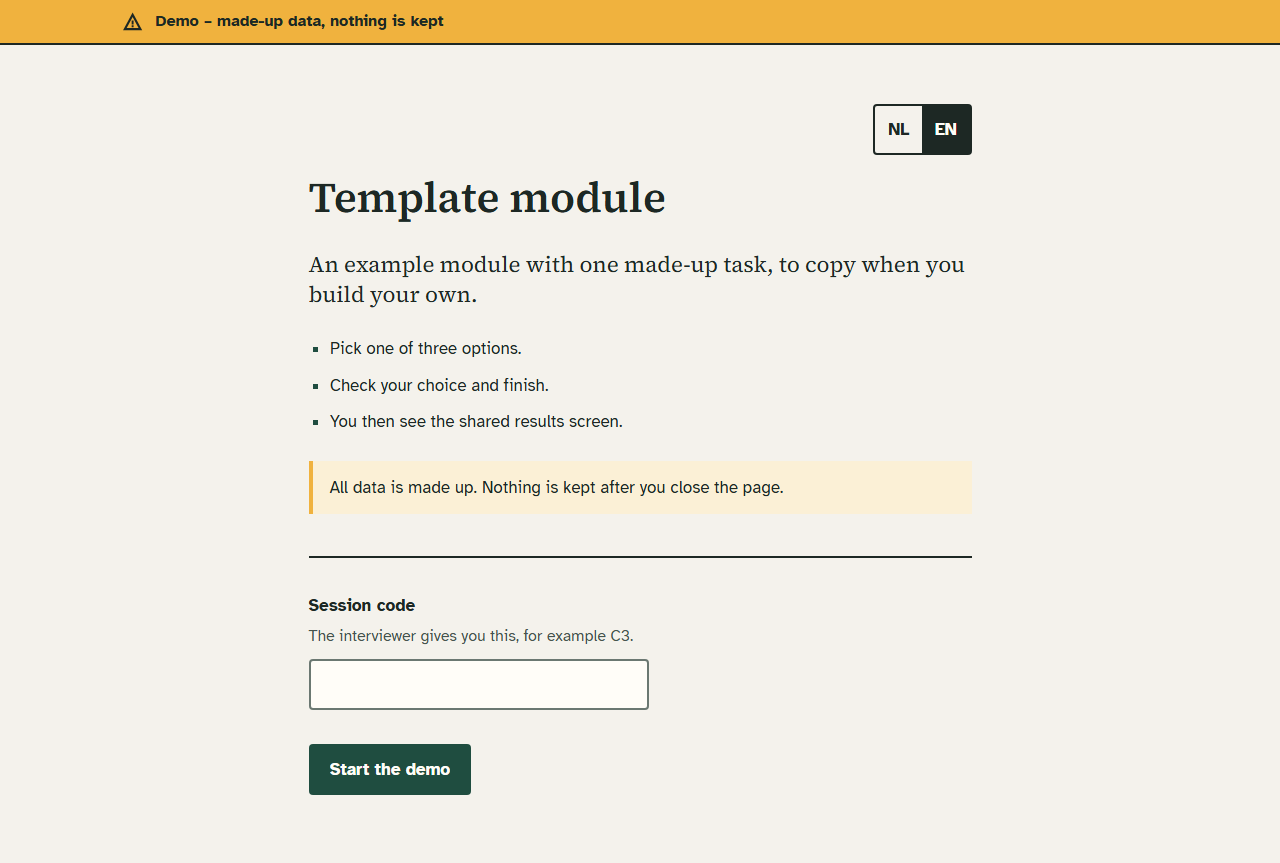 Demo – made-up data, nothing is kept
NL EN
Template module
An example module with one made-up task, to copy when you
build your own.
Pick one of three options.
Check your choice and finish.
You then see the shared results screen.
All data is made up. Nothing is kept after you close the page.
Session code
The interviewer gives you this, for example C3.
Start the demo